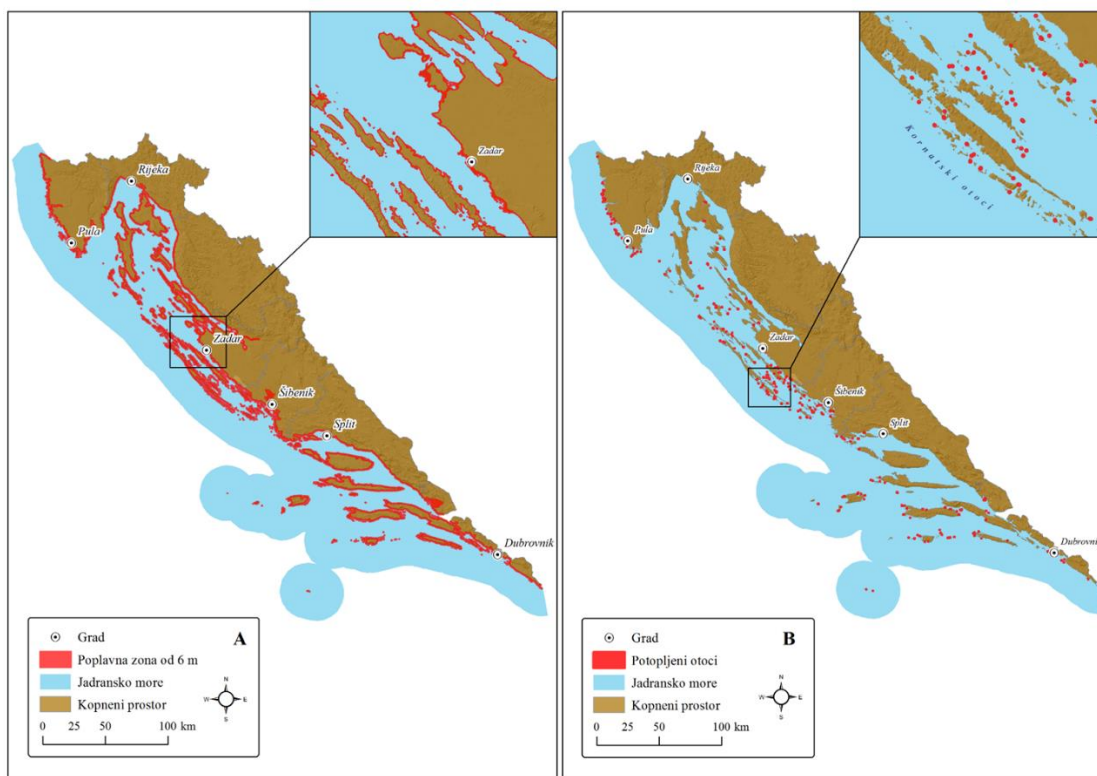 Zadar
Rijeka
Pula
Zadar
Šibenik
Split
Dubrovnik
A
Grad
Poplavna zona od 6 m
Jadransko more
Kopneni prostor
N
W E
S
0 25 50 100 km
Kornatski otoci
Rijeka
Pula
Zadar
Šibenik
Split
Dubrovnik
B
Grad
Potopljeni otoci
Jadransko more
Kopneni prostor
N
W E
S
0 25 50 100 km